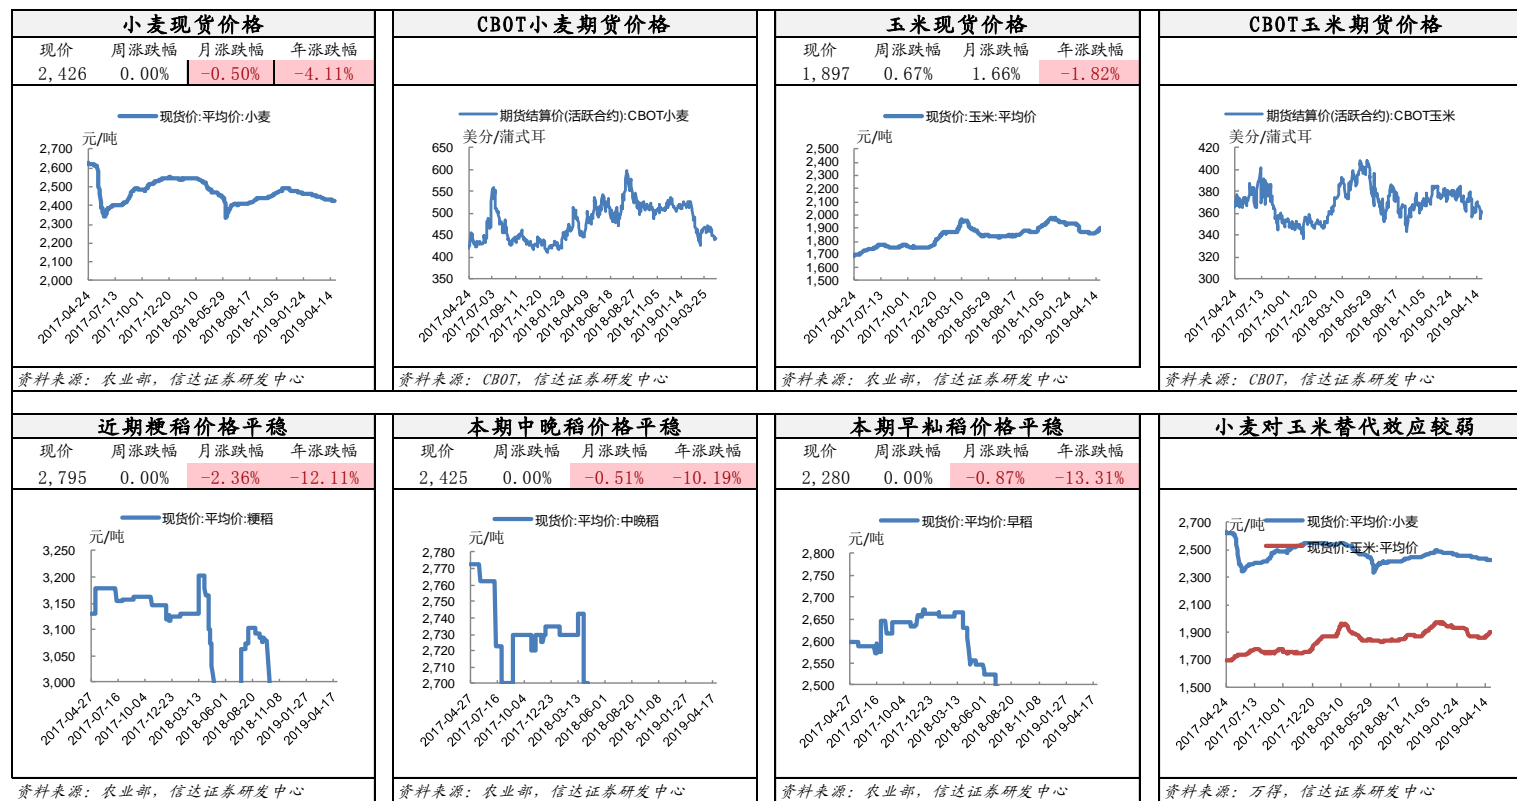 小麦现货价格
现价 周涨跌幅 月涨跌幅 年涨跌幅
2,426 0.00% -0.50% -4.11%
现货价:平均价:小麦
元/吨
2,700
2,600
2,500
2,400
2,300
2,200
2,100
2,000
2017-04-24 2017-07-13 2017-10-01 2017-12-20 2018-03-10 2018-05-29 2018-08-17 2018-11-05 2019-01-24 2019-04-14
资料来源: 农业部, 信达证券研发中心
CBOT小麦期货价格
期货结算价(活跃合约):CBOT小麦
美分/蒲式耳
650
600
550
500
450
400
350
2017-04-24 2017-07-03 2017-09-11 2017-11-20 2018-01-29 2018-04-09 2018-06-18 2018-08-27 2018-11-05 2019-01-14 2019-03-25
资料来源: CBOT, 信达证券研发中心
玉米现货价格
现价 周涨跌幅 月涨跌幅 年涨跌幅
1,897 0.67% 1.66% -1.82%
现货价:玉米:平均价
元/吨
2,500
2,400
2,300
2,200
2,100
2,000
1,900
1,800
1,700
1,600
1,500
2017-04-24 2017-07-13 2017-10-01 2017-12-20 2018-03-10 2018-05-29 2018-08-17 2018-11-05 2019-01-24 2019-04-14
资料来源: 农业部, 信达证券研发中心
CBOT玉米期货价格
期货结算价(活跃合约):CBOT玉米
美分/蒲式耳
420
400
380
360
340
320
300
2017-04-24 2017-07-13 2017-10-01 2017-12-20 2018-03-10 2018-05-29 2018-08-17 2018-11-05 2019-01-24 2019-04-14
资料来源: CBOT, 信达证券研发中心
近期粳稻价格平稳
现价 周涨跌幅 月涨跌幅 年涨跌幅
2,795 0.00% -2.36% -12.11%
现货价:平均价:粳稻
元/吨
3,250
3,200
3,150
3,100
3,050
3,000
2017-04-27 2017-07-16 2017-10-04 2017-12-23 2018-03-13 2018-06-01 2018-08-20 2018-11-08 2019-01-27 2019-04-17
资料来源: 农业部, 信达证券研发中心
本期中晚稻价格平稳
现价 周涨跌幅 月涨跌幅 年涨跌幅
2,425 0.00% -0.51% -10.19%
现货价:平均价:中晚稻
元/吨
2,780
2,770
2,760
2,750
2,740
2,730
2,720
2,710
2,700
2017-04-27 2017-07-16 2017-10-04 2017-12-23 2018-03-13 2018-06-01 2018-08-20 2018-11-08 2019-01-27 2019-04-17
资料来源: 农业部, 信达证券研发中心
本期早籼稻价格平稳
现价 周涨跌幅 月涨跌幅 年涨跌幅
2,280 0.00% -0.87% -13.31%
现货价:平均价:早稻
元/吨
2,800
2,750
2,700
2,650
2,600
2,550
2,500
2017-04-27 2017-07-16 2017-10-04 2017-12-23 2018-03-13 2018-06-01 2018-08-20 2018-11-08 2019-01-27 2019-04-17
资料来源: 农业部, 信达证券研发中心
小麦对玉米替代效应较弱
元/吨
现货价:平均价:小麦
现货价:玉米:平均价
2,700
2,500
2,300
2,100
1,900
1,700
1,500
2017-04-24 2017-07-13 2017-10-01 2017-12-20 2018-03-10 2018-05-29 2018-08-17 2018-11-05 2019-01-24 2019-04-14
资料来源: 万得, 信达证券研发中心